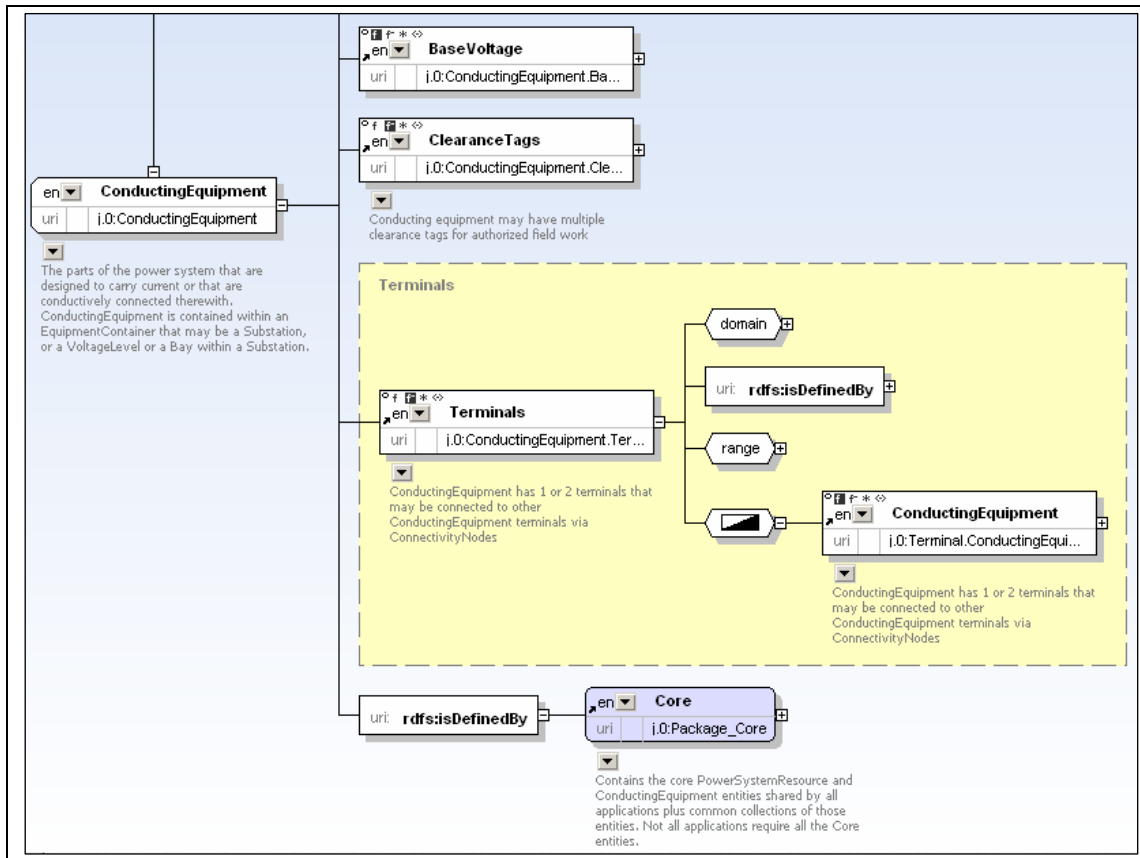 en BaseVoltage
uri j.0:ConductingEquipment.Ba...
f en ClearanceTags
uri j.0:ConductingEquipment.Cle...
Conducting equipment may have multiple
clearance tags for authorized field work
en ConductingEquipment
uri j.0:ConductingEquipment
The parts of the power system that are
designed to carry current or that are
conductively connected therewith.
ConductingEquipment is contained within an
EquipmentContainer that may be a Substation,
or a VoltageLevel or a Bay within a Substation.
Terminals
domain
uri: rdfs:isDefinedBy
f en Terminals
uri j.0:ConductingEquipment.Ter...
range
ConductingEquipment has 1 or 2 terminals that
may be connected to other
ConductingEquipment terminals via
ConnectivityNodes
en ConductingEquipment
uri j.0:Terminal.ConductingEqui...
ConductingEquipment has 1 or 2 terminals that
may be connected to other
ConductingEquipment terminals via
ConnectivityNodes
uri: rdfs:isDefinedBy
en Core
uri j.0:Package_Core
Contains the core PowerSystemResource and
ConductingEquipment entities shared by all
applications plus common collections of those
entities. Not all applications require all the Core
entities.